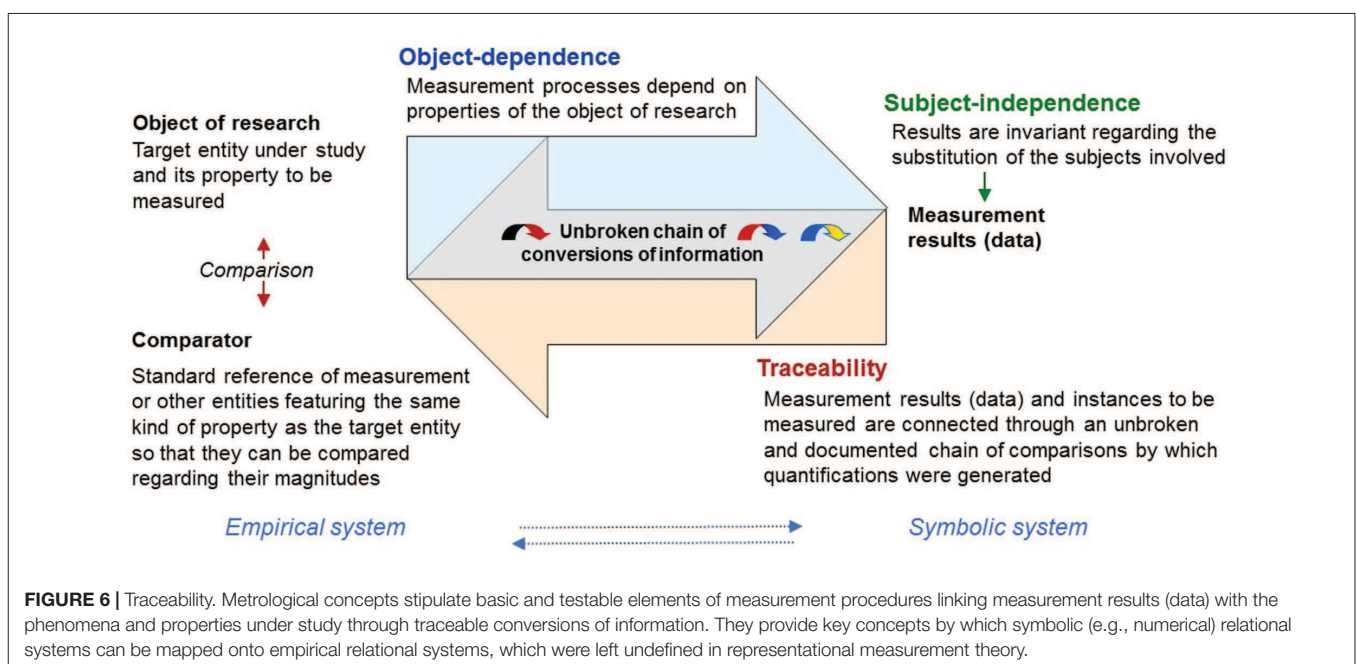 Object-dependence
Measurement processes depend on
properties of the object of research
Object of research
Target entity under study
and its property to be
measured
Comparison
Comparator
Standard reference of measurement
or other entities featuring the same
kind of property as the target entity
so that they can be compared
regarding their magnitudes
Unbroken chain of
conversions of information
Subject-independence
Results are invariant regarding the
substitution of the subjects involved
Measurement
results (data)
Traceability
Measurement results (data) and instances to be
measured are connected through an unbroken
and documented chain of comparisons by which
quantifications were generated
Empirical system
Symbolic system
FIGURE 6 | Traceability. Metrological concepts stipulate basic and testable elements of measurement procedures linking measurement results (data) with the
phenomena and properties under study through traceable conversions of information. They provide key concepts by which symbolic (e.g., numerical) relational
systems can be mapped onto empirical relational systems, which were left undefined in representational measurement theory.